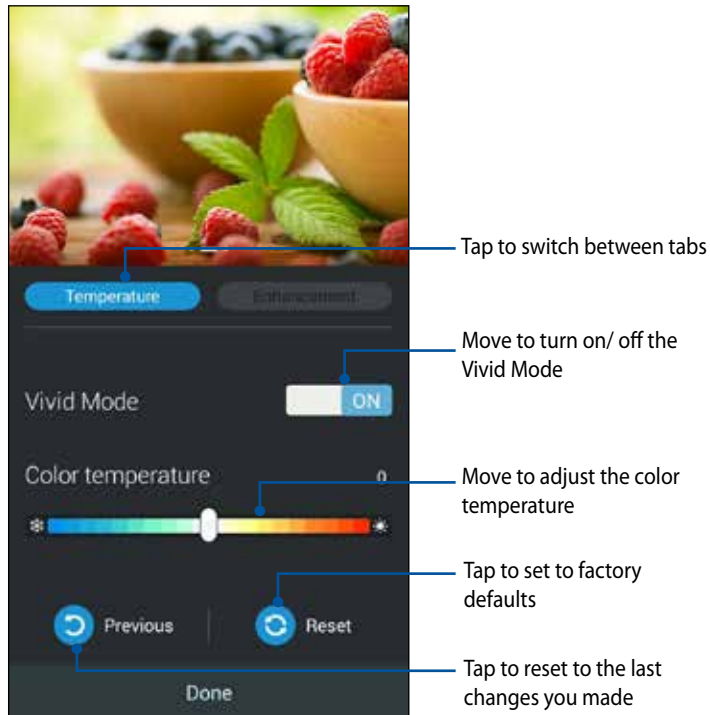 Tap to switch between tabs
Temperature
Enhancement
Move to turn on/ off the
Vivid Mode
Vivid Mode
ON
Color temperature
0
Move to adjust the color
temperature
Tap to set to factory
defaults
Previous
Reset
Tap to reset to the last
changes you made
Done